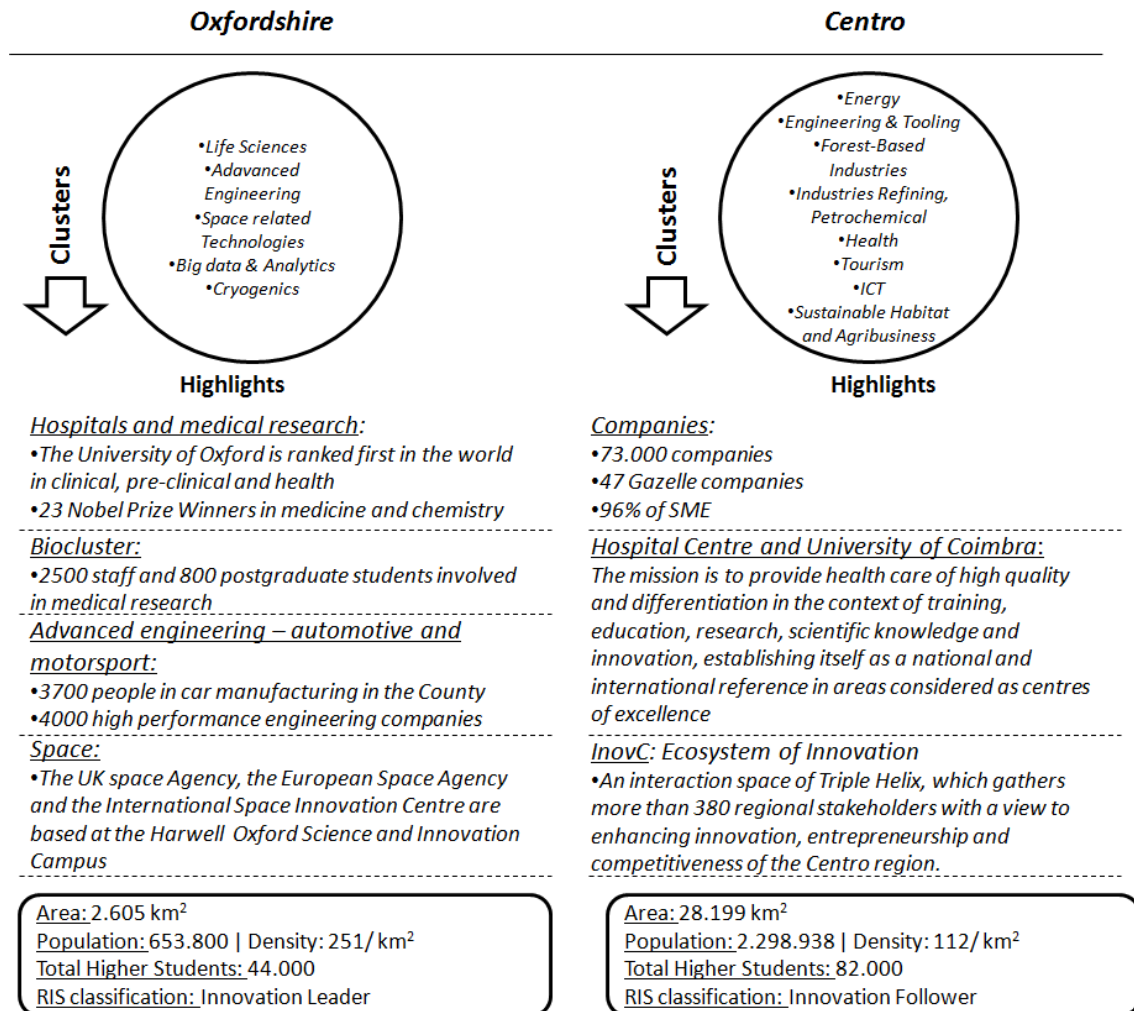 Oxfordshire
Clusters
•Life Sciences
•Adavanced
Engineering
•Space related
Technologies
•Big data & Analytics
•Cryogenics
Highlights
Hospitals and medical research:
•The University of Oxford is ranked first in the world
in clinical, pre-clinical and health
•23 Nobel Prize Winners in medicine and chemistry
Biocluster:
•2500 staff and 800 postgraduate students involved
in medical research
Advanced engineering – automotive and
motorsport:
•3700 people in car manufacturing in the County
•4000 high performance engineering companies
Space:
•The UK space Agency, the European Space Agency
and the International Space Innovation Centre are
based at the Harwell Oxford Science and Innovation
Campus
Area: 2.605 km²
Population: 653.800 | Density: 251/ km²
Total Higher Students: 44.000
RIS classification: Innovation Leader
Centro
Clusters
•Energy
•Engineering & Tooling
•Forest-Based
Industries
•Industries Refining,
Petrochemical
•Health
•Tourism
•ICT
•Sustainable Habitat
and Agribusiness
Highlights
Companies:
•73.000 companies
•47 Gazelle companies
•96% of SME
Hospital Centre and University of Coimbra:
The mission is to provide health care of high quality
and differentiation in the context of training,
education, research, scientific knowledge and
innovation, establishing itself as a national and
international reference in areas considered as centres
of excellence
InovC: Ecosystem of Innovation
•An interaction space of Triple Helix, which gathers
more than 380 regional stakeholders with a view to
enhancing innovation, entrepreneurship and
competitiveness of the Centro region.
Area: 28.199 km²
Population: 2.298.938 | Density: 112/ km²
Total Higher Students: 82.000
RIS classification: Innovation Follower